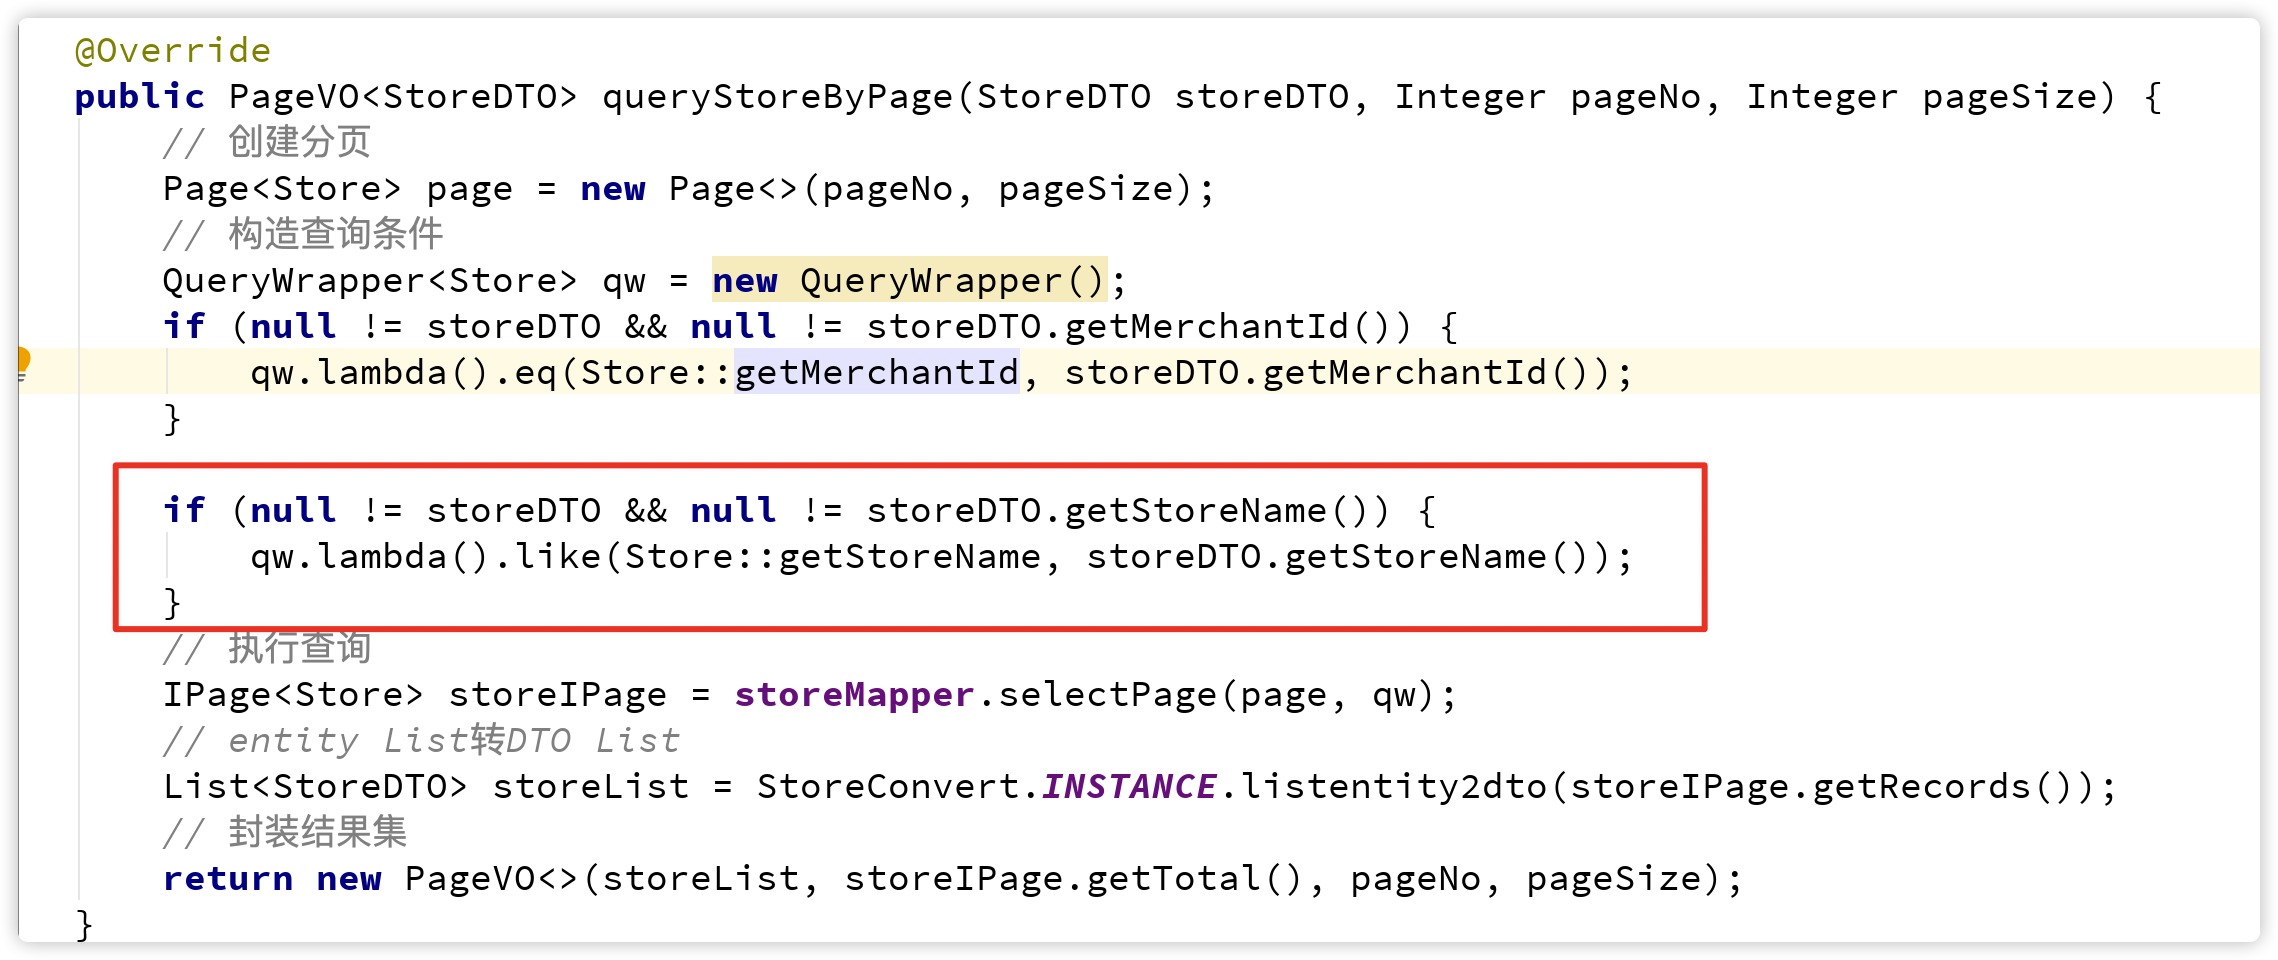 @Override
public PageVO<StoreDTO> queryStoreByPage(StoreDTO storeDTO, Integer pageNo, Integer pageSize) {
// 创建分页
Page<Store> page = new Page<>(pageNo, pageSize);
// 构造查询条件
QueryWrapper<Store> qw = new QueryWrapper();
if (null != storeDTO && null != storeDTO.getMerchantId()) {
qw.lambda().eq(Store::getMerchantId, storeDTO.getMerchantId());
}
if (null != storeDTO && null != storeDTO.getStoreName()) {
qw.lambda().like(Store::getStoreName, storeDTO.getStoreName());
}
// 执行查询
IPage<Store> storeIPage = storeMapper.selectPage(page, qw);
// entity List转DTO List
List<StoreDTO> storeList = StoreConvert.INSTANCE.listentity2dto(storeIPage.getRecords());
// 封装结果集
return new PageVO<>(storeList, storeIPage.getTotal(), pageNo, pageSize);
}